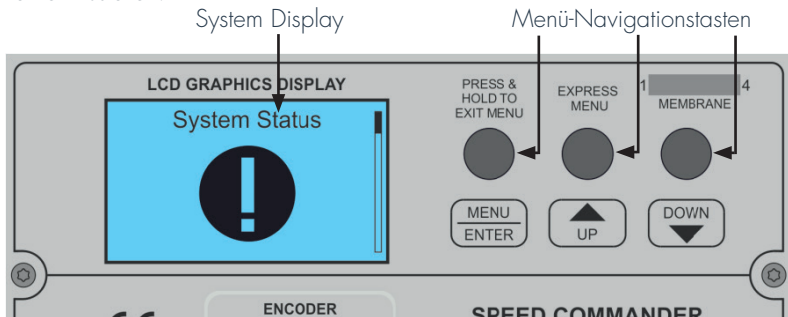 System Display Menü-Navigationstasten
LCD GRAPHICS DISPLAY
System Status
PRESS &
HOLD TO
EXIT MENU
EXPRESS
MENU
1 4
MEMBRANE
MENU
ENTER
UP
DOWN
ENCODER
SPEED COMMANDER